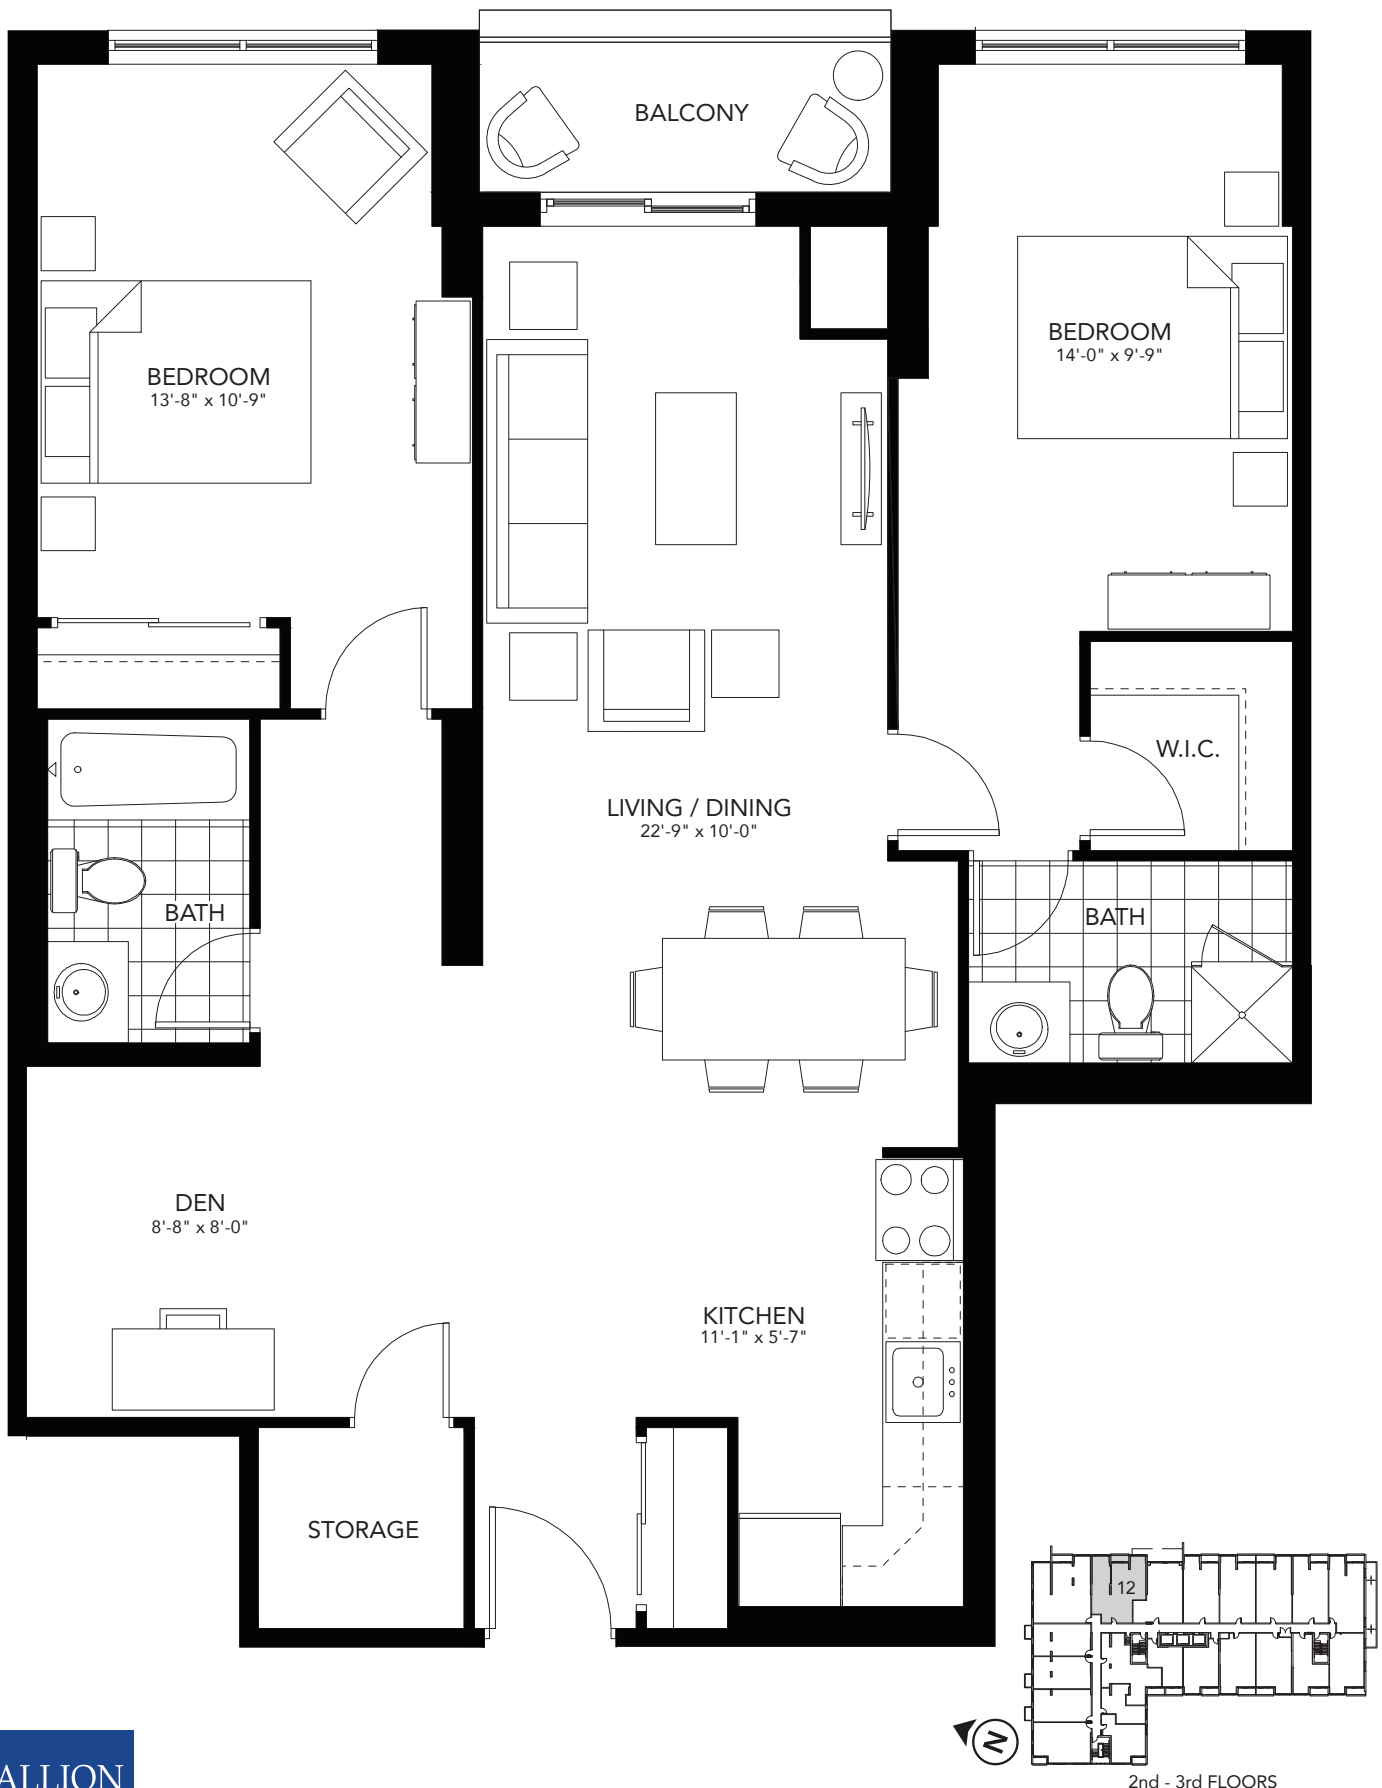 BALCONY
BEDROOM
13'-8" x 10'-9"
BEDROOM
14'-0" x 9'-9"
W.I.C.
LIVING / DINING
22'-9" x 10'-0"
BATH
BATH
DEN
8'-8" x 8'-0"
KITCHEN
11'-1" x 5'-7"
STORAGE
12
N
ALLION
2nd - 3rd FLOORS